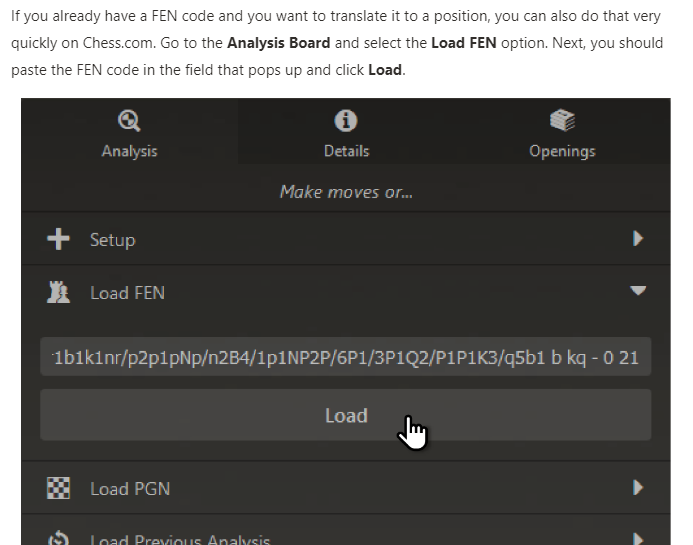 If you already have a FEN code and you want to translate it to a position, you can also do that very
quickly on Chess.com. Go to the Analysis Board and select the Load FEN option. Next, you should
paste the FEN code in the field that pops up and click Load.
Analysis Details Openings
Make moves or...
Setup
Load FEN
1b1k1nr/p2p1pNp/n2B4/1p1NP2P/6P1/3P1Q2/P1P1K3/q5b1 b kq - 0 21
Load
Load PGN
Load Previous Analysis